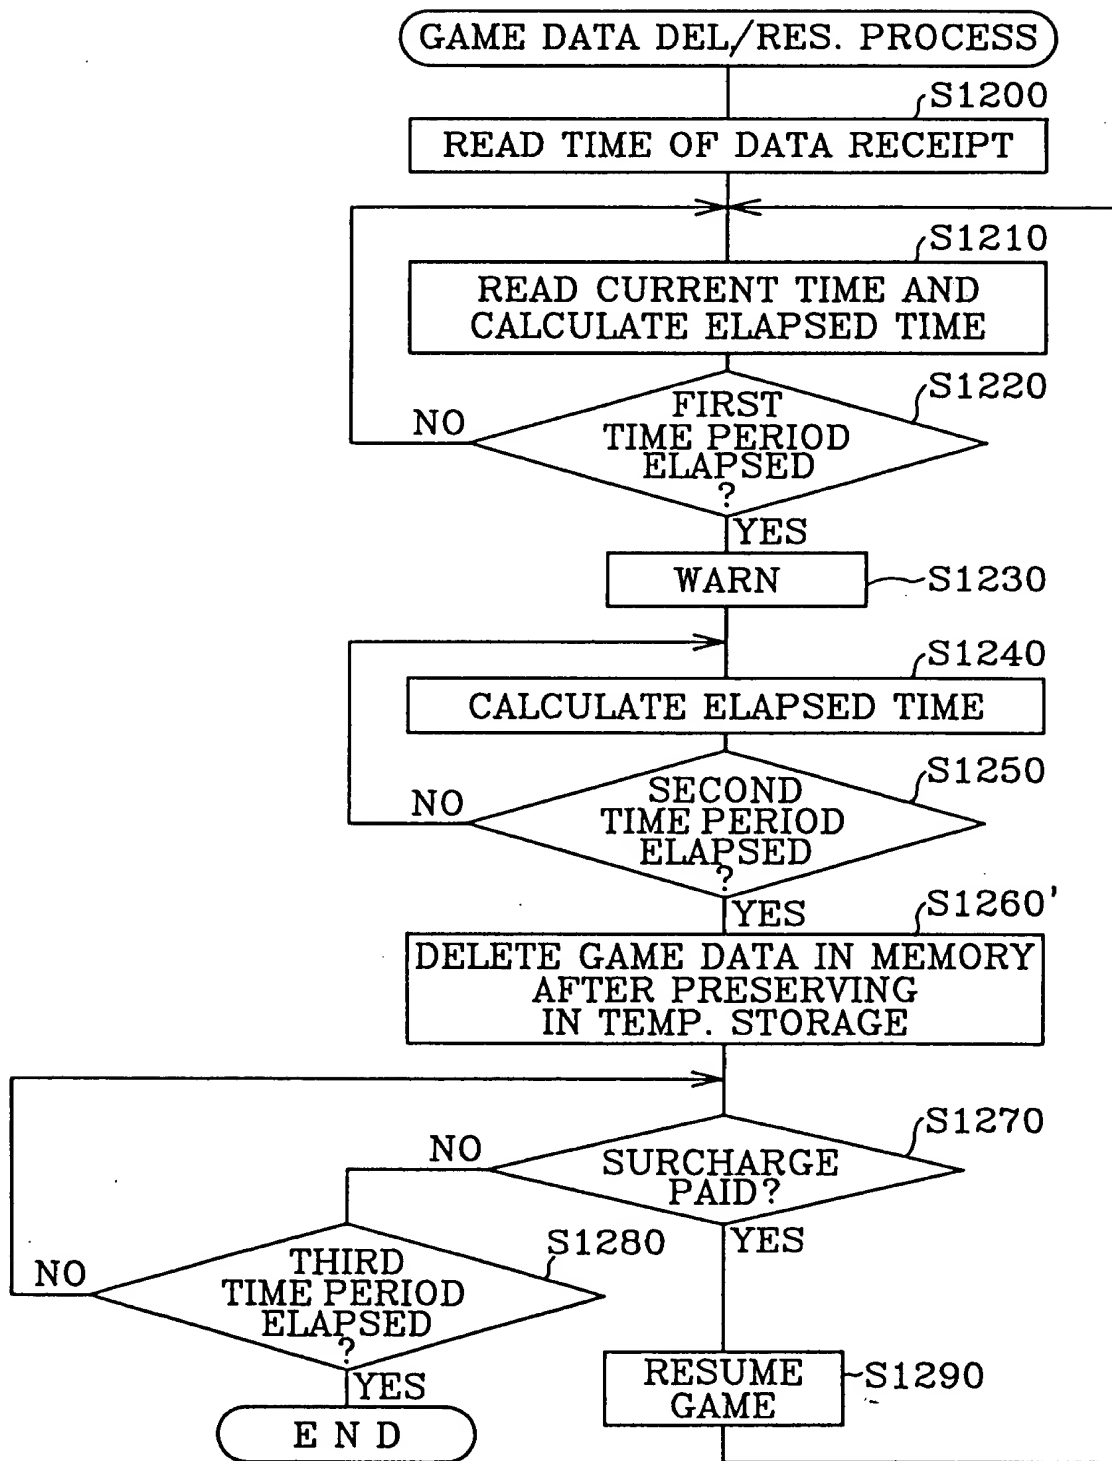 GAME DATA DEL/RES. PROCESS
S1200
READ TIME OF DATA RECEIPT
S1210
READ CURRENT TIME AND
CALCULATE ELAPSED TIME
S1220
FIRST
TIME PERIOD
ELAPSED
?
NO
YES
WARN
S1230
S1240
CALCULATE ELAPSED TIME
S1250
SECOND
TIME PERIOD
ELAPSED
?
NO
YES
S1260'
DELETE GAME DATA IN MEMORY
AFTER PRESERVING
IN TEMP. STORAGE
S1270
NO
SURCHARGE
PAID?
YES
S1280
NO
THIRD
TIME PERIOD
ELAPSED
?
YES
RESUME
GAME
S1290
END